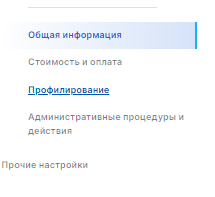 Общая информация
Стоимость и оплата
Профилирование
Административные процедуры и
действия
Прочие настройки